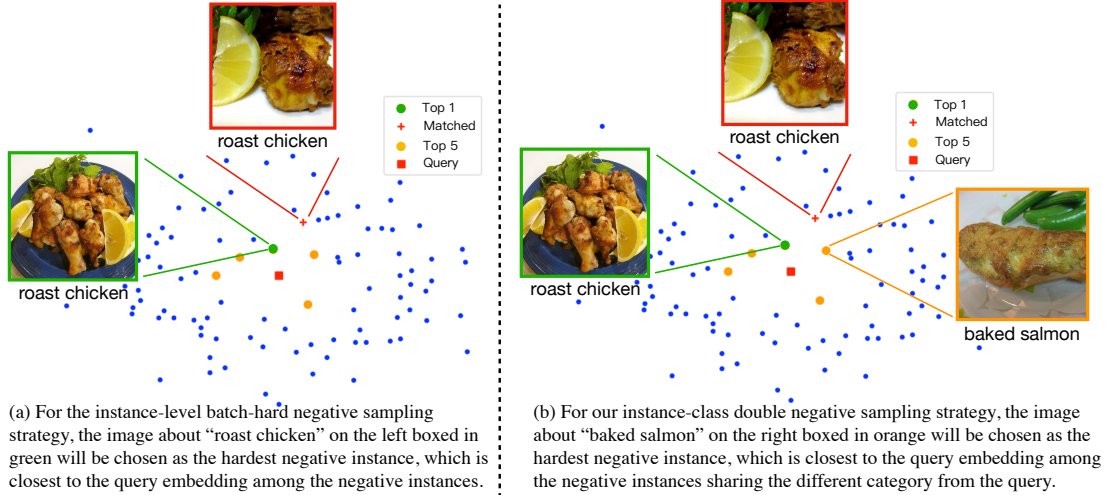 Top 1
Matched
Top 5
Query
roast chicken
roast chicken
(a) For the instance-level batch-hard negative sampling
strategy, the image about “roast chicken” on the left boxed in
green will be chosen as the hardest negative instance, which is
closest to the query embedding among the negative instances.
Top 1
Matched
Top 5
Query
roast chicken
roast chicken
baked salmon
(b) For our instance-class double negative sampling strategy, the image
about “baked salmon” on the right boxed in orange will be chosen as the
hardest negative instance, which is closest to the query embedding among
the negative instances sharing the different category from the query.